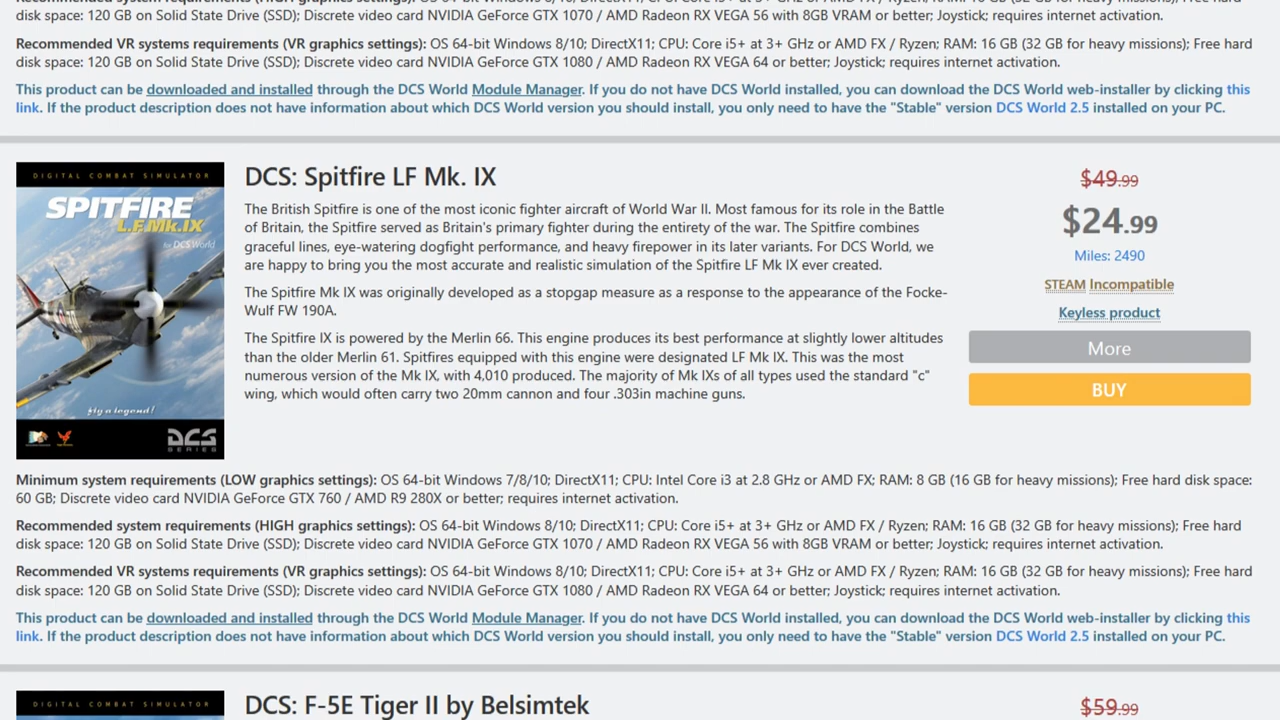 disk space: 120 GB on Solid State Drive (SSD); Discrete video card NVIDIA GeForce GTX 1070 / AMD Radeon RX VEGA 56 with 8GB VRAM or better; Joystick; requires internet activation.
Recommended VR systems requirements (VR graphics settings): OS 64-bit Windows 8/10; DirectX11; CPU: Core i5+ at 3+ GHz or AMD FX / Ryzen; RAM: 16 GB (32 GB for heavy missions); Free hard
disk space: 120 GB on Solid State Drive (SSD); Discrete video card NVIDIA GeForce GTX 1080 / AMD Radeon RX VEGA 64 or better; Joystick; requires internet activation.
This product can be downloaded and installed through the DCS World Module Manager. If you do not have DCS World installed, you can download the DCS World web-installer by clicking this
link. If the product description does not have information about which DCS World version you should install, you only need to have the "Stable" version DCS World 2.5 installed on your PC.
DIGITAL COMBAT SIMULATOR
SPITFIRE
L.F.Mk.IX
for DCS World
fly a legend!
DCS
SERIES
DCS: Spitfire LF Mk. IX
The British Spitfire is one of the most iconic fighter aircraft of World War II. Most famous for its role in the Battle
of Britain, the Spitfire served as Britain's primary fighter during the entirety of the war. The Spitfire combines
graceful lines, eye-watering dogfight performance, and heavy firepower in its later variants. For DCS World, we
are happy to bring you the most accurate and realistic simulation of the Spitfire LF Mk IX ever created.
The Spitfire Mk IX was originally developed as a stopgap measure as a response to the appearance of the Focke-
Wulf FW 190A.
The Spitfire IX is powered by the Merlin 66. This engine produces its best performance at slightly lower altitudes
than the older Merlin 61. Spitfires equipped with this engine were designated LF Mk IX. This was the most
numerous version of the Mk IX, with 4,010 produced. The majority of Mk IXs of all types used the standard "c"
wing, which would often carry two 20mm cannon and four .303in machine guns.
$49.99
$24.99
Miles: 2490
STEAM Incompatible
Keyless product
More
BUY
Minimum system requirements (LOW graphics settings): OS 64-bit Windows 7/8/10; DirectX11; CPU: Intel Core i3 at 2.8 GHz or AMD FX; RAM: 8 GB (16 GB for heavy missions); Free hard disk space:
60 GB; Discrete video card NVIDIA GeForce GTX 760 / AMD R9 280X or better; requires internet activation.
Recommended system requirements (HIGH graphics settings): OS 64-bit Windows 8/10; DirectX11; CPU: Core i5+ at 3+ GHz or AMD FX / Ryzen; RAM: 16 GB (32 GB for heavy missions); Free hard
disk space: 120 GB on Solid State Drive (SSD); Discrete video card NVIDIA GeForce GTX 1070 / AMD Radeon RX VEGA 56 with 8GB VRAM or better; Joystick; requires internet activation.
Recommended VR systems requirements (VR graphics settings): OS 64-bit Windows 8/10; DirectX11; CPU: Core i5+ at 3+ GHz or AMD FX / Ryzen; RAM: 16 GB (32 GB for heavy missions); Free hard
disk space: 120 GB on Solid State Drive (SSD); Discrete video card NVIDIA GeForce GTX 1080 / AMD Radeon RX VEGA 64 or better; Joystick; requires internet activation.
This product can be downloaded and installed through the DCS World Module Manager. If you do not have DCS World installed, you can download the DCS World web-installer by clicking this
link. If the product description does not have information about which DCS World version you should install, you only need to have the "Stable" version DCS World 2.5 installed on your PC.
DIGITAL COMBAT SIMULATOR
DCS: F-5E Tiger II by Belsimtek
$59.99